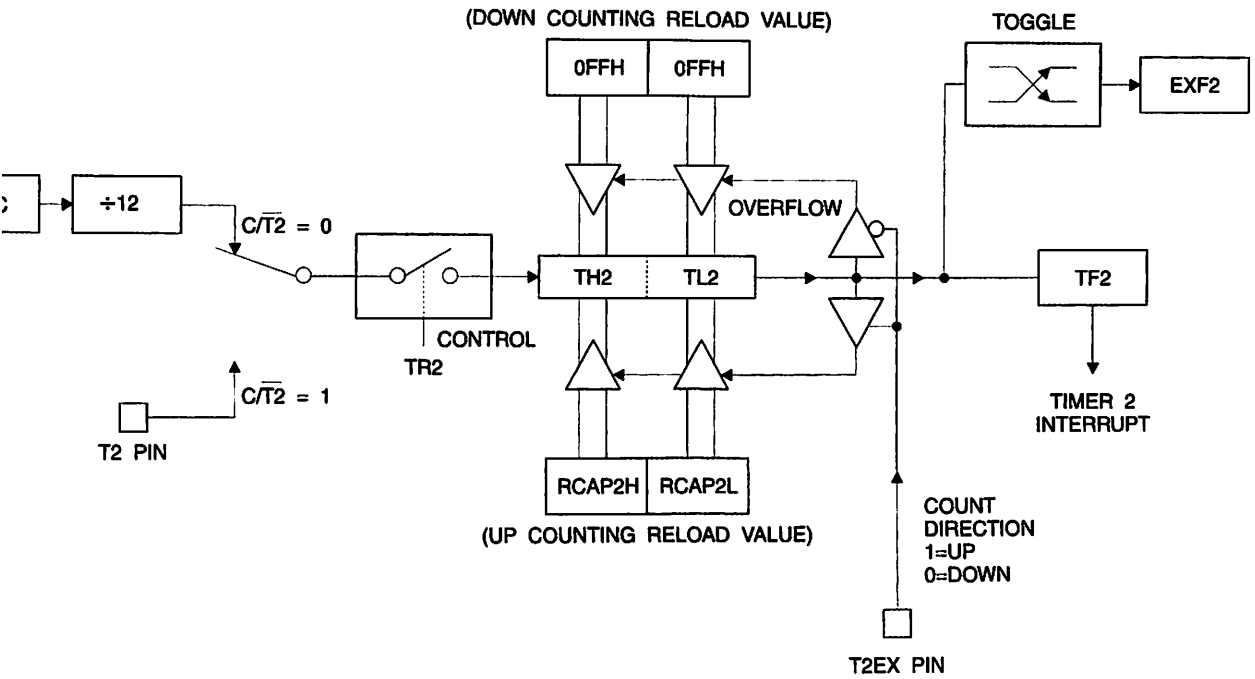 (DOWN COUNTING RELOAD VALUE)
TOGGLE
0FFH 0FFH
EXF2
÷12
C/T2̅ = 0
OVERFLOW
TH2 TL2
TF2
CONTROL
TR2
C/T2̅ = 1
T2 PIN
TIMER 2
INTERRUPT
RCAP2H RCAP2L
(UP COUNTING RELOAD VALUE)
COUNT
DIRECTION
1=UP
0=DOWN
T2EX PIN